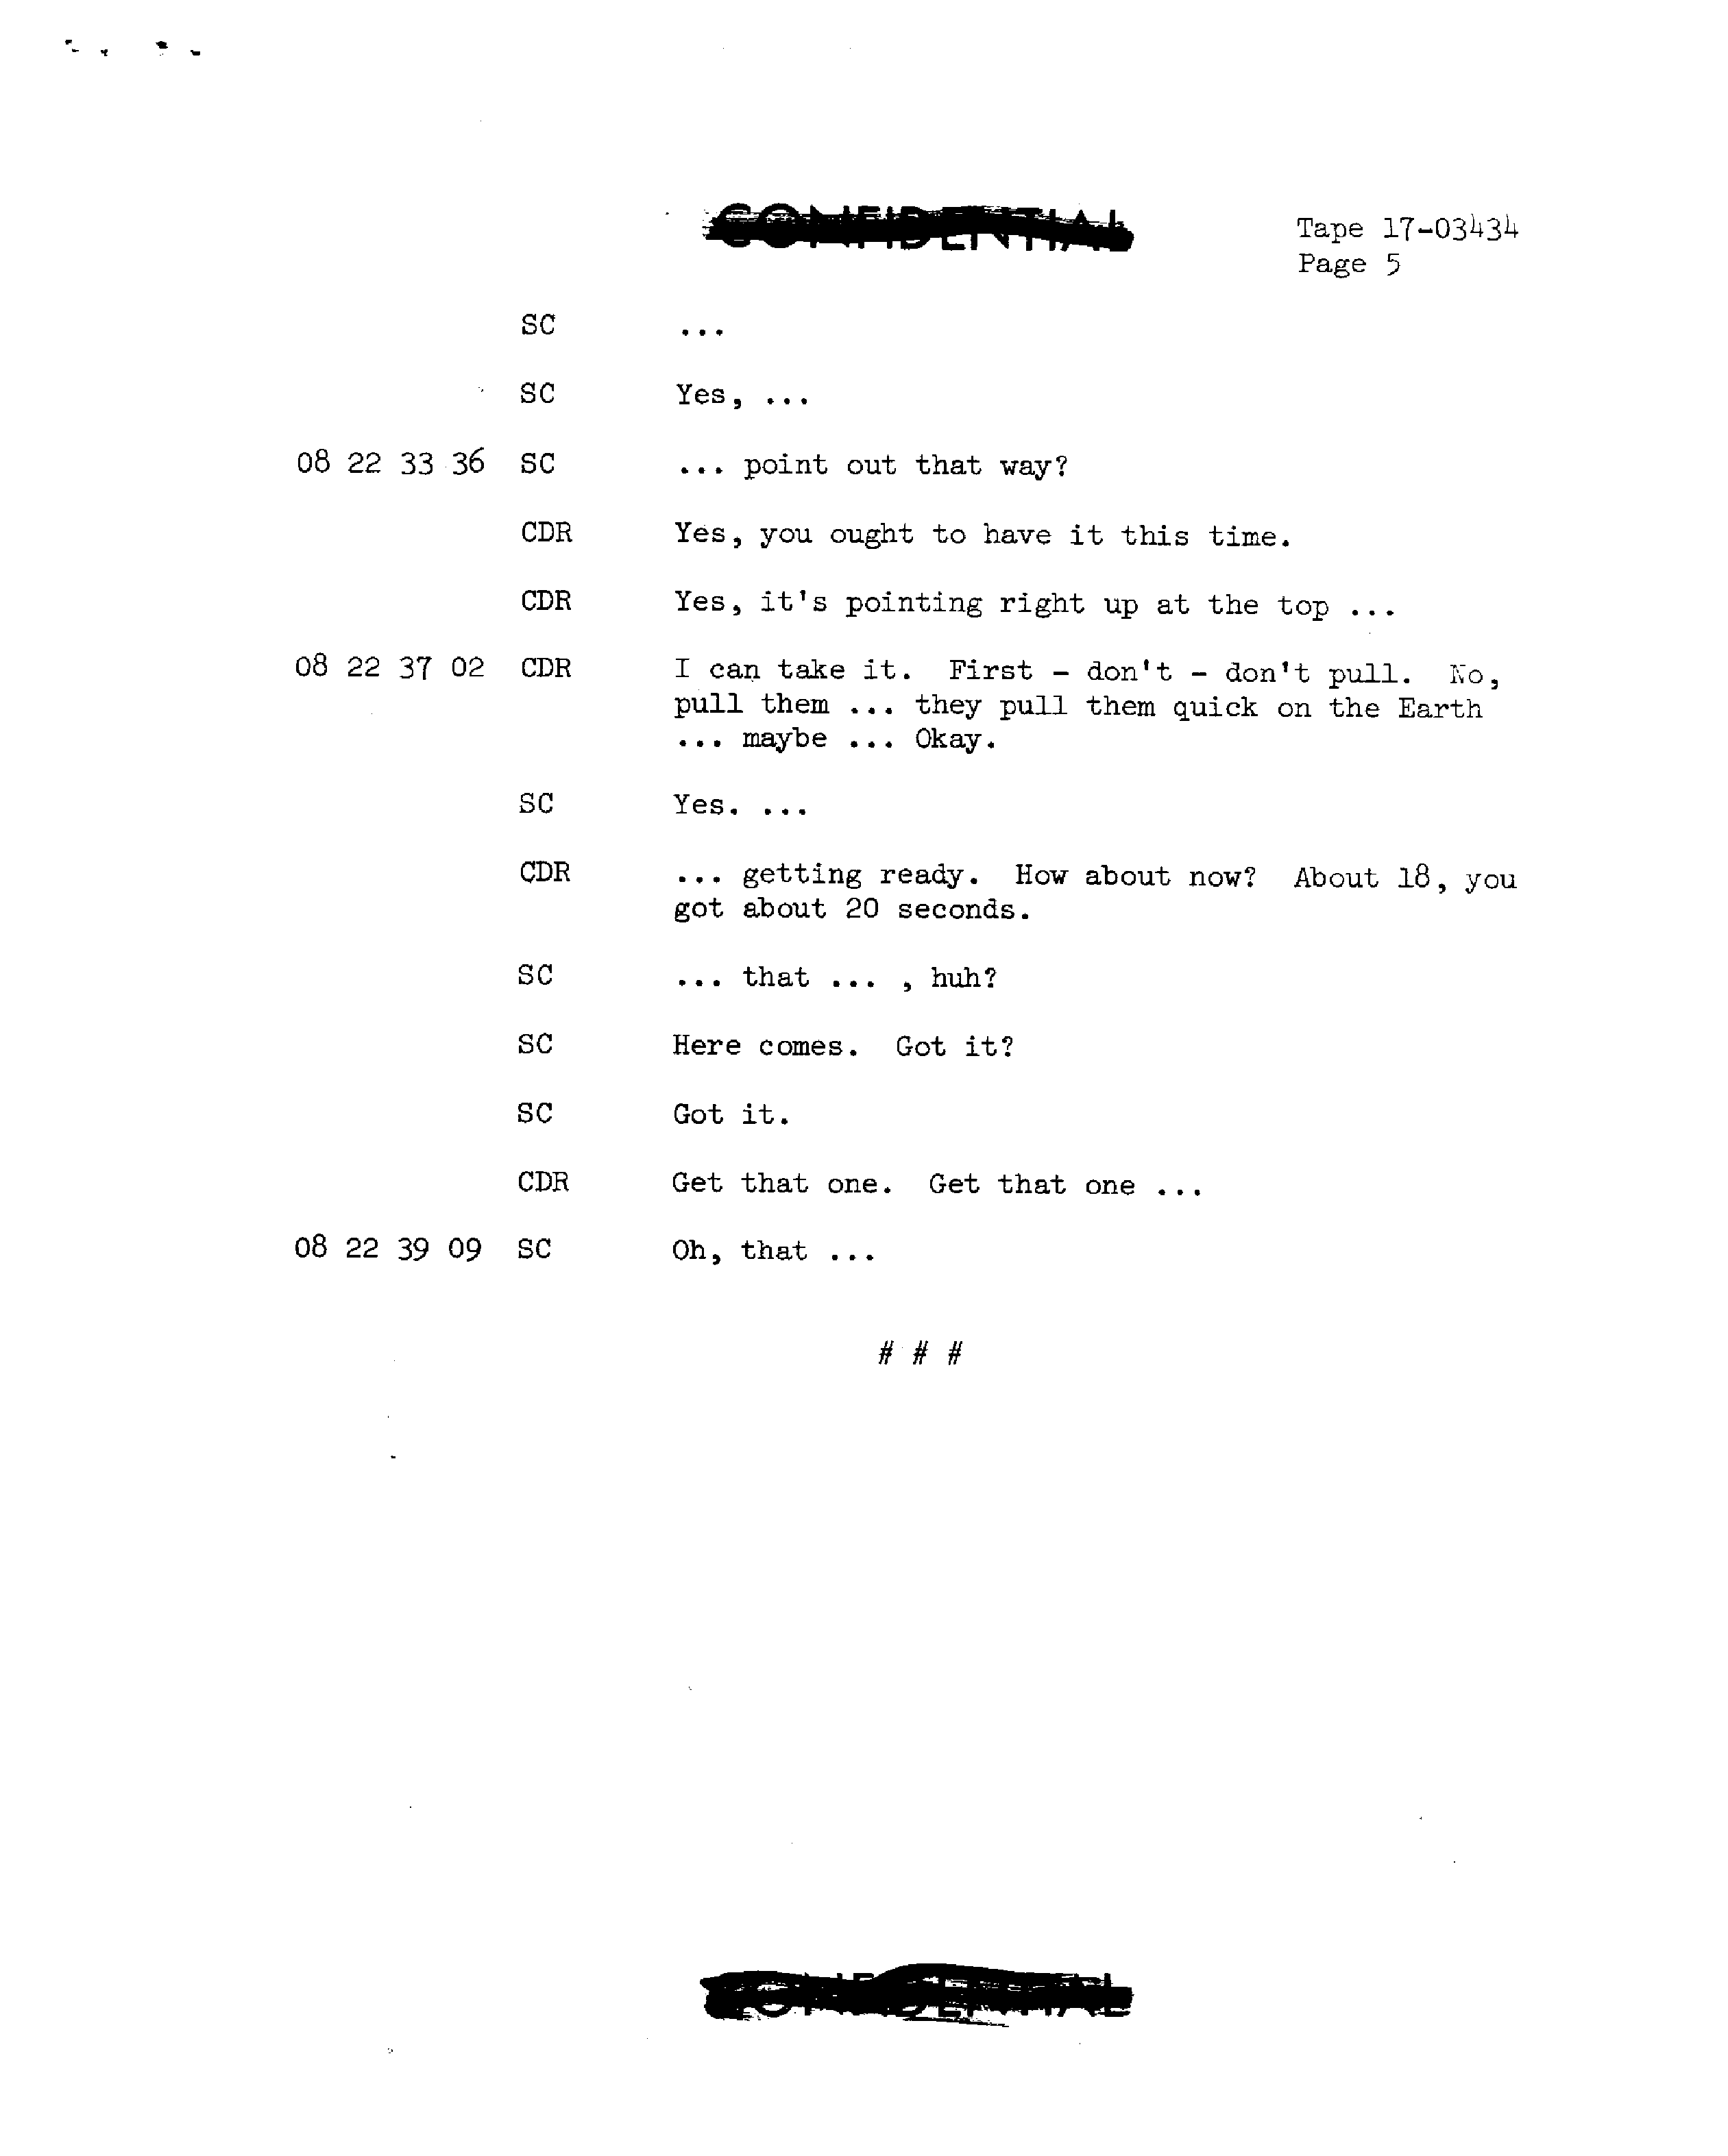 CONFIDENTIAL
Tape 17-03434
Page 5
SC ...
SC Yes, ...
08 22 33 36 SC ... point out that way?
CDR Yes, you ought to have it this time.
CDR Yes, it's pointing right up at the top ...
08 22 37 02 CDR I can take it. First - don't - don't pull. No,
pull them ... they pull them quick on the Earth
... maybe ... Okay.
SC Yes. ...
CDR ... getting ready. How about now? About 18, you
got about 20 seconds.
SC ... that ... , huh?
SC Here comes. Got it?
SC Got it.
CDR Get that one. Get that one ...
08 22 39 09 SC Oh, that ...
# # #
CONFIDENTIAL